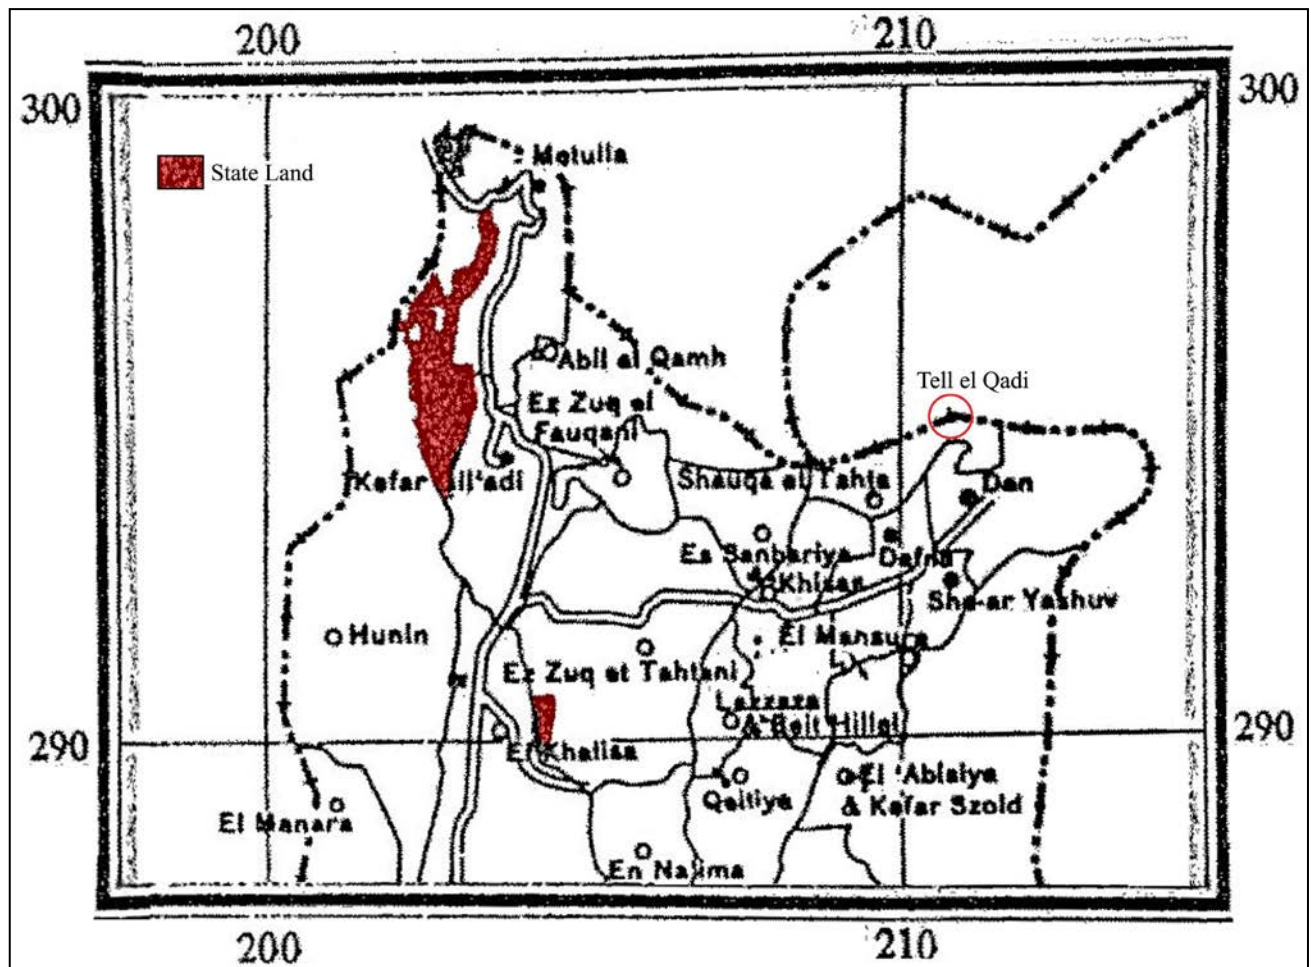 200 210
300 300
State Land
Metulla
Abil al Qamh
Tell el Qadi
Ez Zuq el
Fauqani
Kefar Gil'adi
Shauqa et Tahta
Dan
Es Sanbariya
Dafna
Khisas
She-ar Yashuv
Hunin
El Mansura
Ez Zuq et Tahtani
Lazzaza
& Beit Hillel
290 290
El Khalisa
El 'Abisiya
& Kefar Szold
Qeitiya
El Manara
En Na'ima
200 210